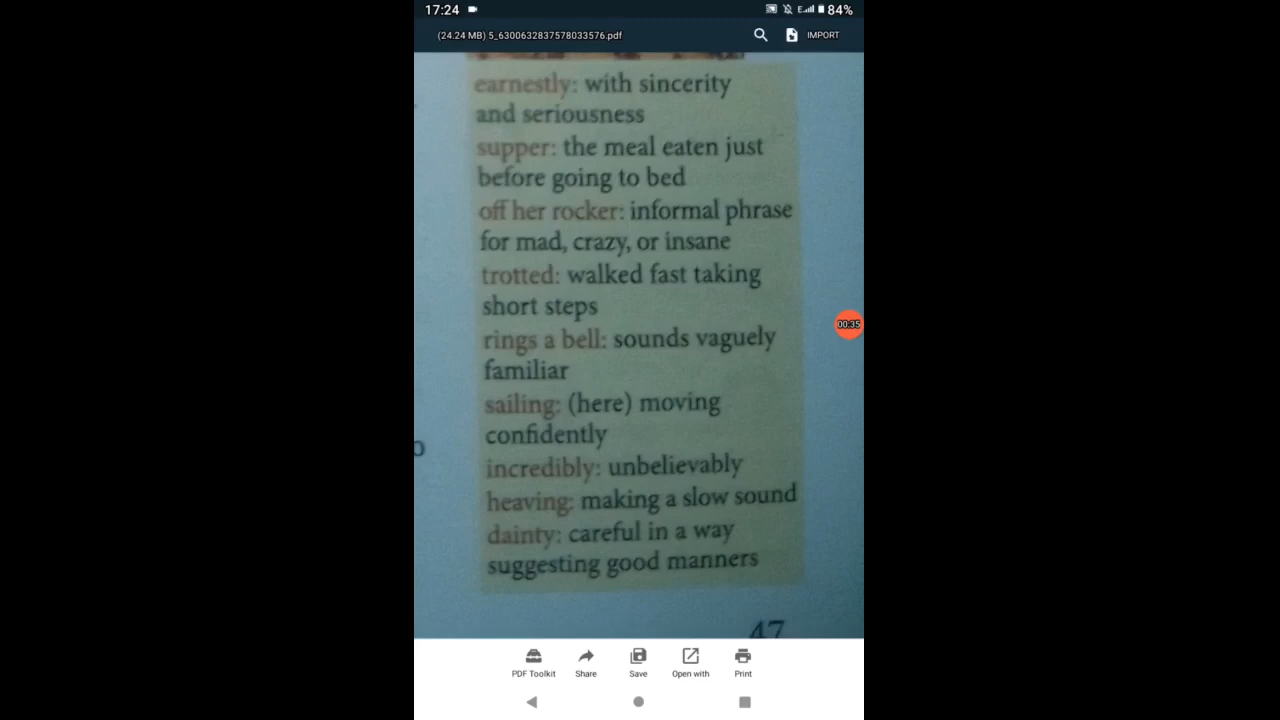 17:24 84%
(24.24 MB) 5_6300632837578033576.pdf IMPORT
earnestly: with sincerity
and seriousness
supper: the meal eaten just
before going to bed
off her rocker: informal phrase
for mad, crazy, or insane
trotted: walked fast taking
short steps
rings a bell: sounds vaguely
familiar
00:35
sailing: (here) moving
confidently
incredibly: unbelievably
heaving: making a slow sound
dainty: careful in a way
suggesting good manners
47
PDF Toolkit Share Save Open with Print